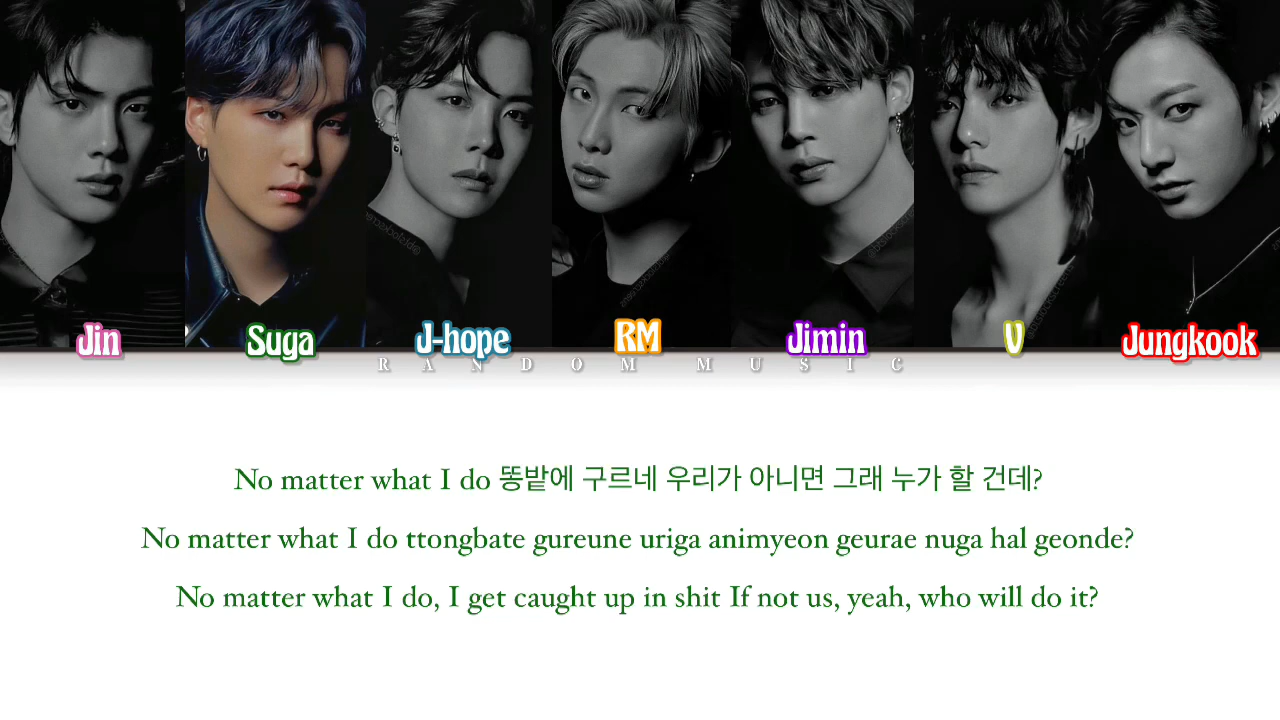 Jin
Suga
J-hope
RM
Jimin
V
Jungkook
RANDOM MUSIC
No matter what I do 똥밭에 구르네 우리가 아니면 그래 누가 할 건데?
No matter what I do ttongbate gureune uriga animyeon geurae nuga hal geonde?
No matter what I do, I get caught up in shit If not us, yeah, who will do it?